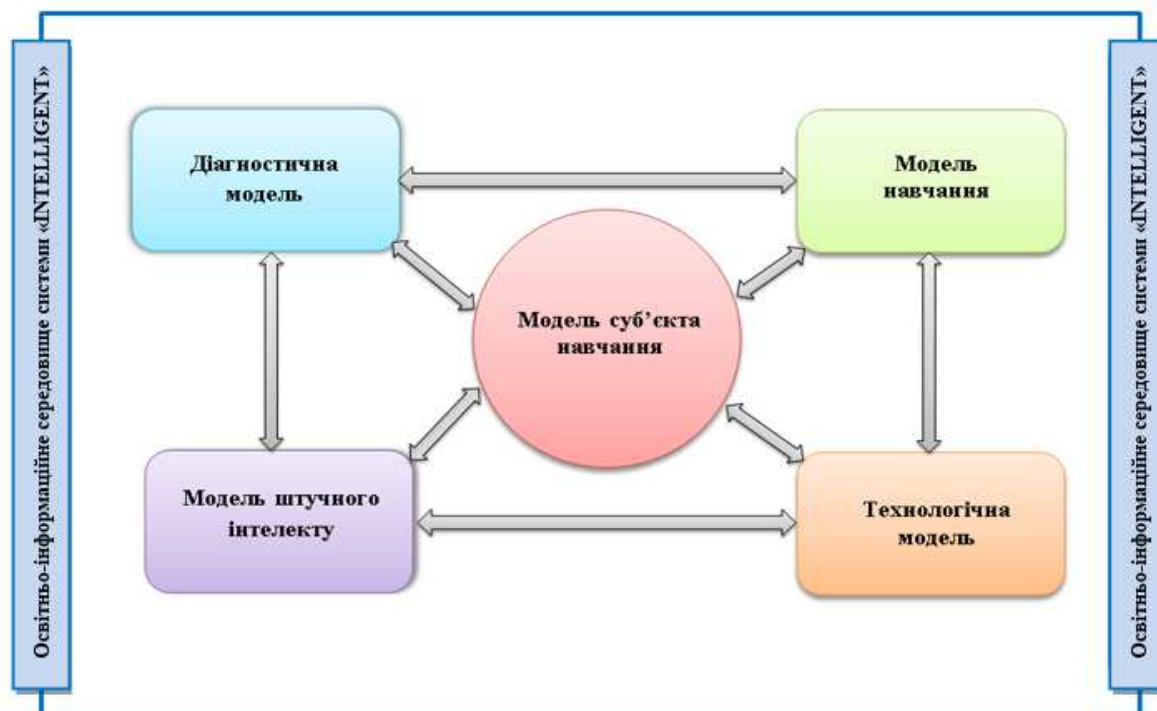 Освітньо-інформаційне середовище системи «INTELLIGENT»
Діагностична
модель
Модель
навчання
Модель суб’єкта
навчання
Модель штучного
інтелекту
Технологічна
модель
Освітньо-інформаційне середовище системи «INTELLIGENT»